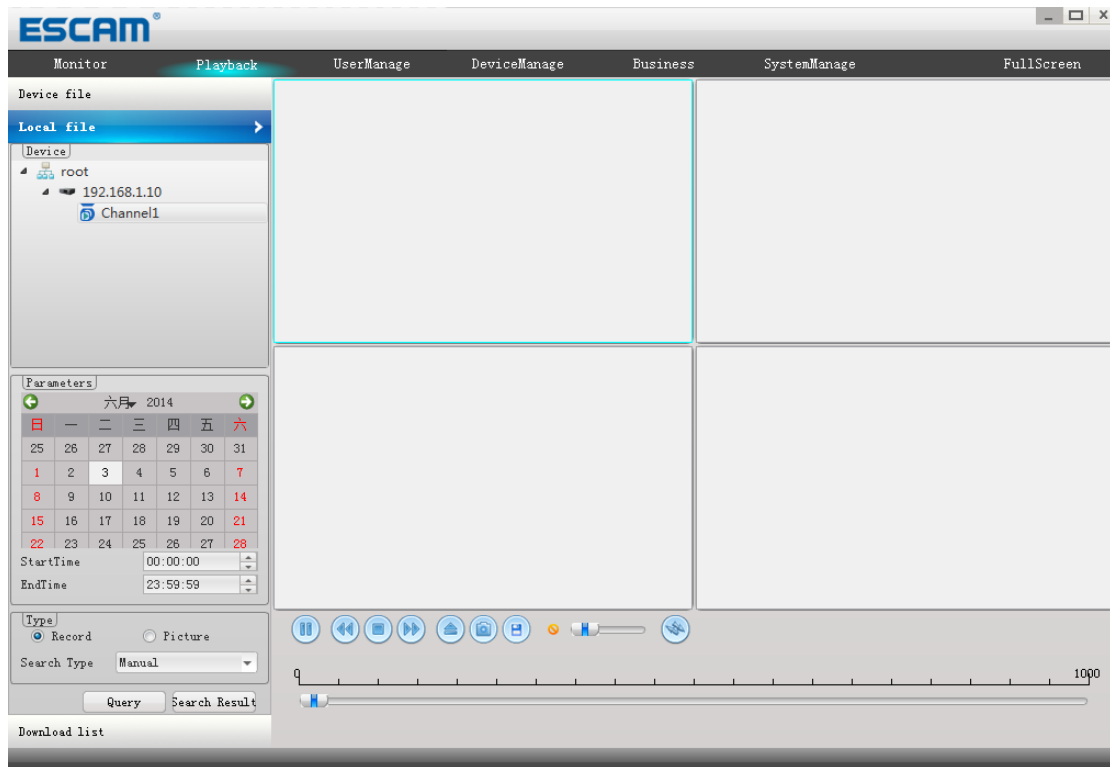 ESCAM®
Monitor Playback UserManage DeviceManage Business SystemManage FullScreen
Device file
Local file
Device
root
192.168.1.10
Channel1
Parameters
六月 2014
日 一 二 三 四 五 六
25 26 27 28 29 30 31
1 2 3 4 5 6 7
8 9 10 11 12 13 14
15 16 17 18 19 20 21
22 23 24 25 26 27 28
StartTime 00:00:00
EndTime 23:59:59
Type
Record Picture
Search Type Manual
Query Search Result
Download list
0 1000